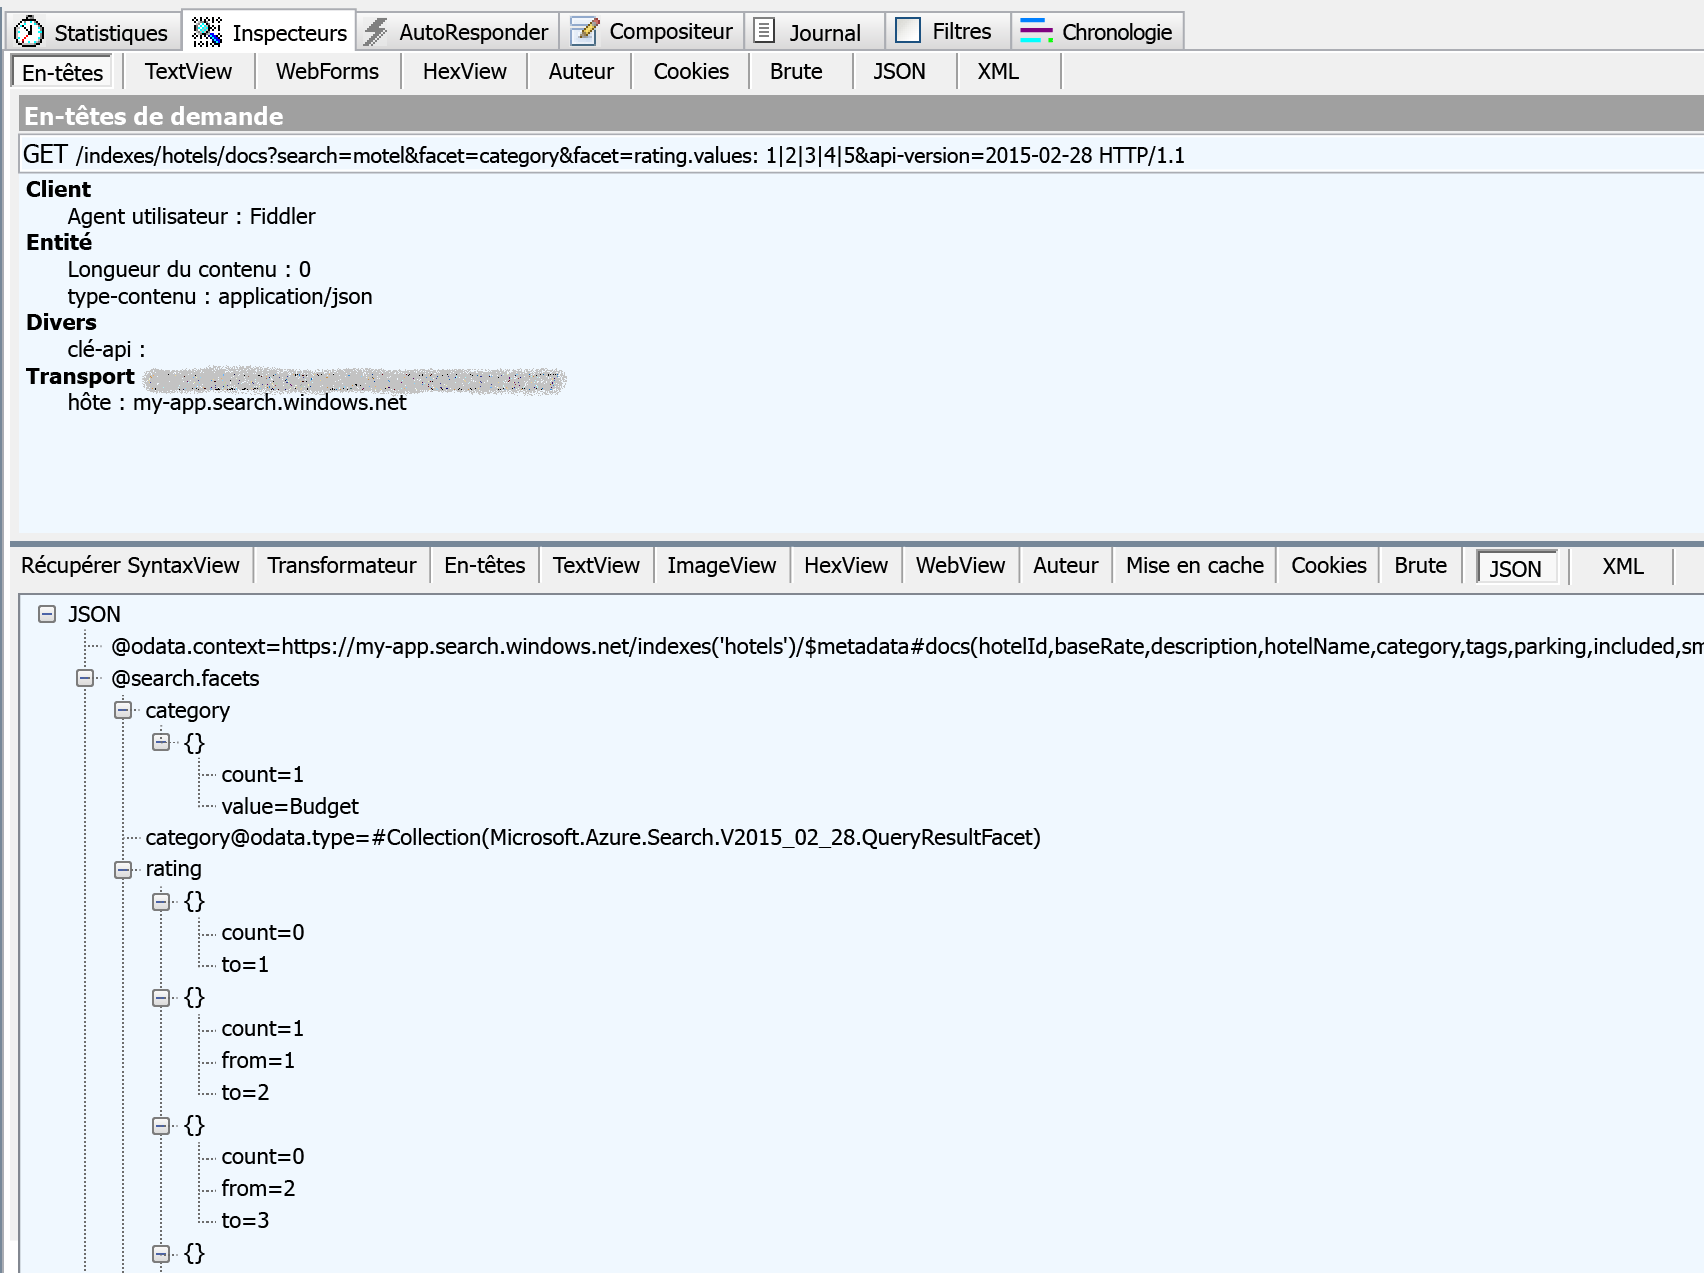 Statistiques Inspecteurs AutoResponder Compositeur Journal Filtres Chronologie
En-têtes TextView WebForms HexView Auteur Cookies Brute JSON XML
En-têtes de demande
GET /indexes/hotels/docs?search=motel&facet=category&facet=rating.values: 1|2|3|4|5&api-version=2015-02-28 HTTP/1.1
Client
Agent utilisateur : Fiddler
Entité
Longueur du contenu : 0
type-contenu : application/json
Divers
clé-api :
Transport
hôte : my-app.search.windows.net
Récupérer SyntaxView Transformateur En-têtes TextView ImageView HexView WebView Auteur Mise en cache Cookies Brute JSON XML
JSON
@odata.context=https://my-app.search.windows.net/indexes('hotels')/$metadata#docs(hotelId,baseRate,description,hotelName,category,tags,parking,included,sm
@search.facets
category
{}
count=1
value=Budget
category@odata.type=#Collection(Microsoft.Azure.Search.V2015_02_28.QueryResultFacet)
rating
{}
count=0
to=1
{}
count=1
from=1
to=2
{}
count=0
from=2
to=3
{}